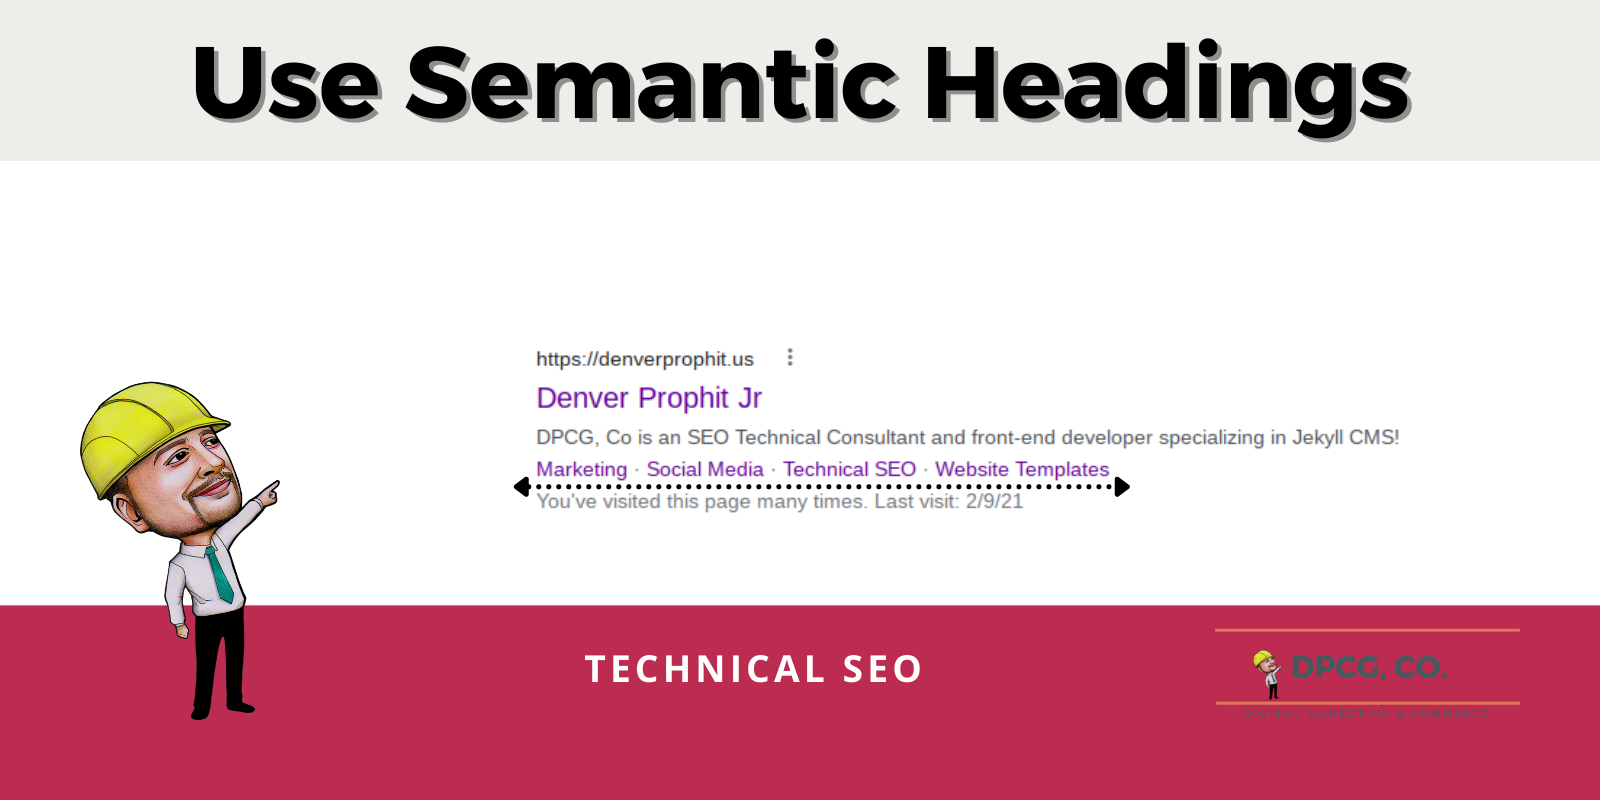 Use Semantic Headings
https://denverprophit.us
Denver Prophit Jr
DPCG, Co is an SEO Technical Consultant and front-end developer specializing in Jekyll CMS!
Marketing · Social Media · Technical SEO · Website Templates
You've visited this page many times. Last visit: 2/9/21
TECHNICAL SEO
DPCG, CO.
DIGITAL MARKETING & COMMERCE